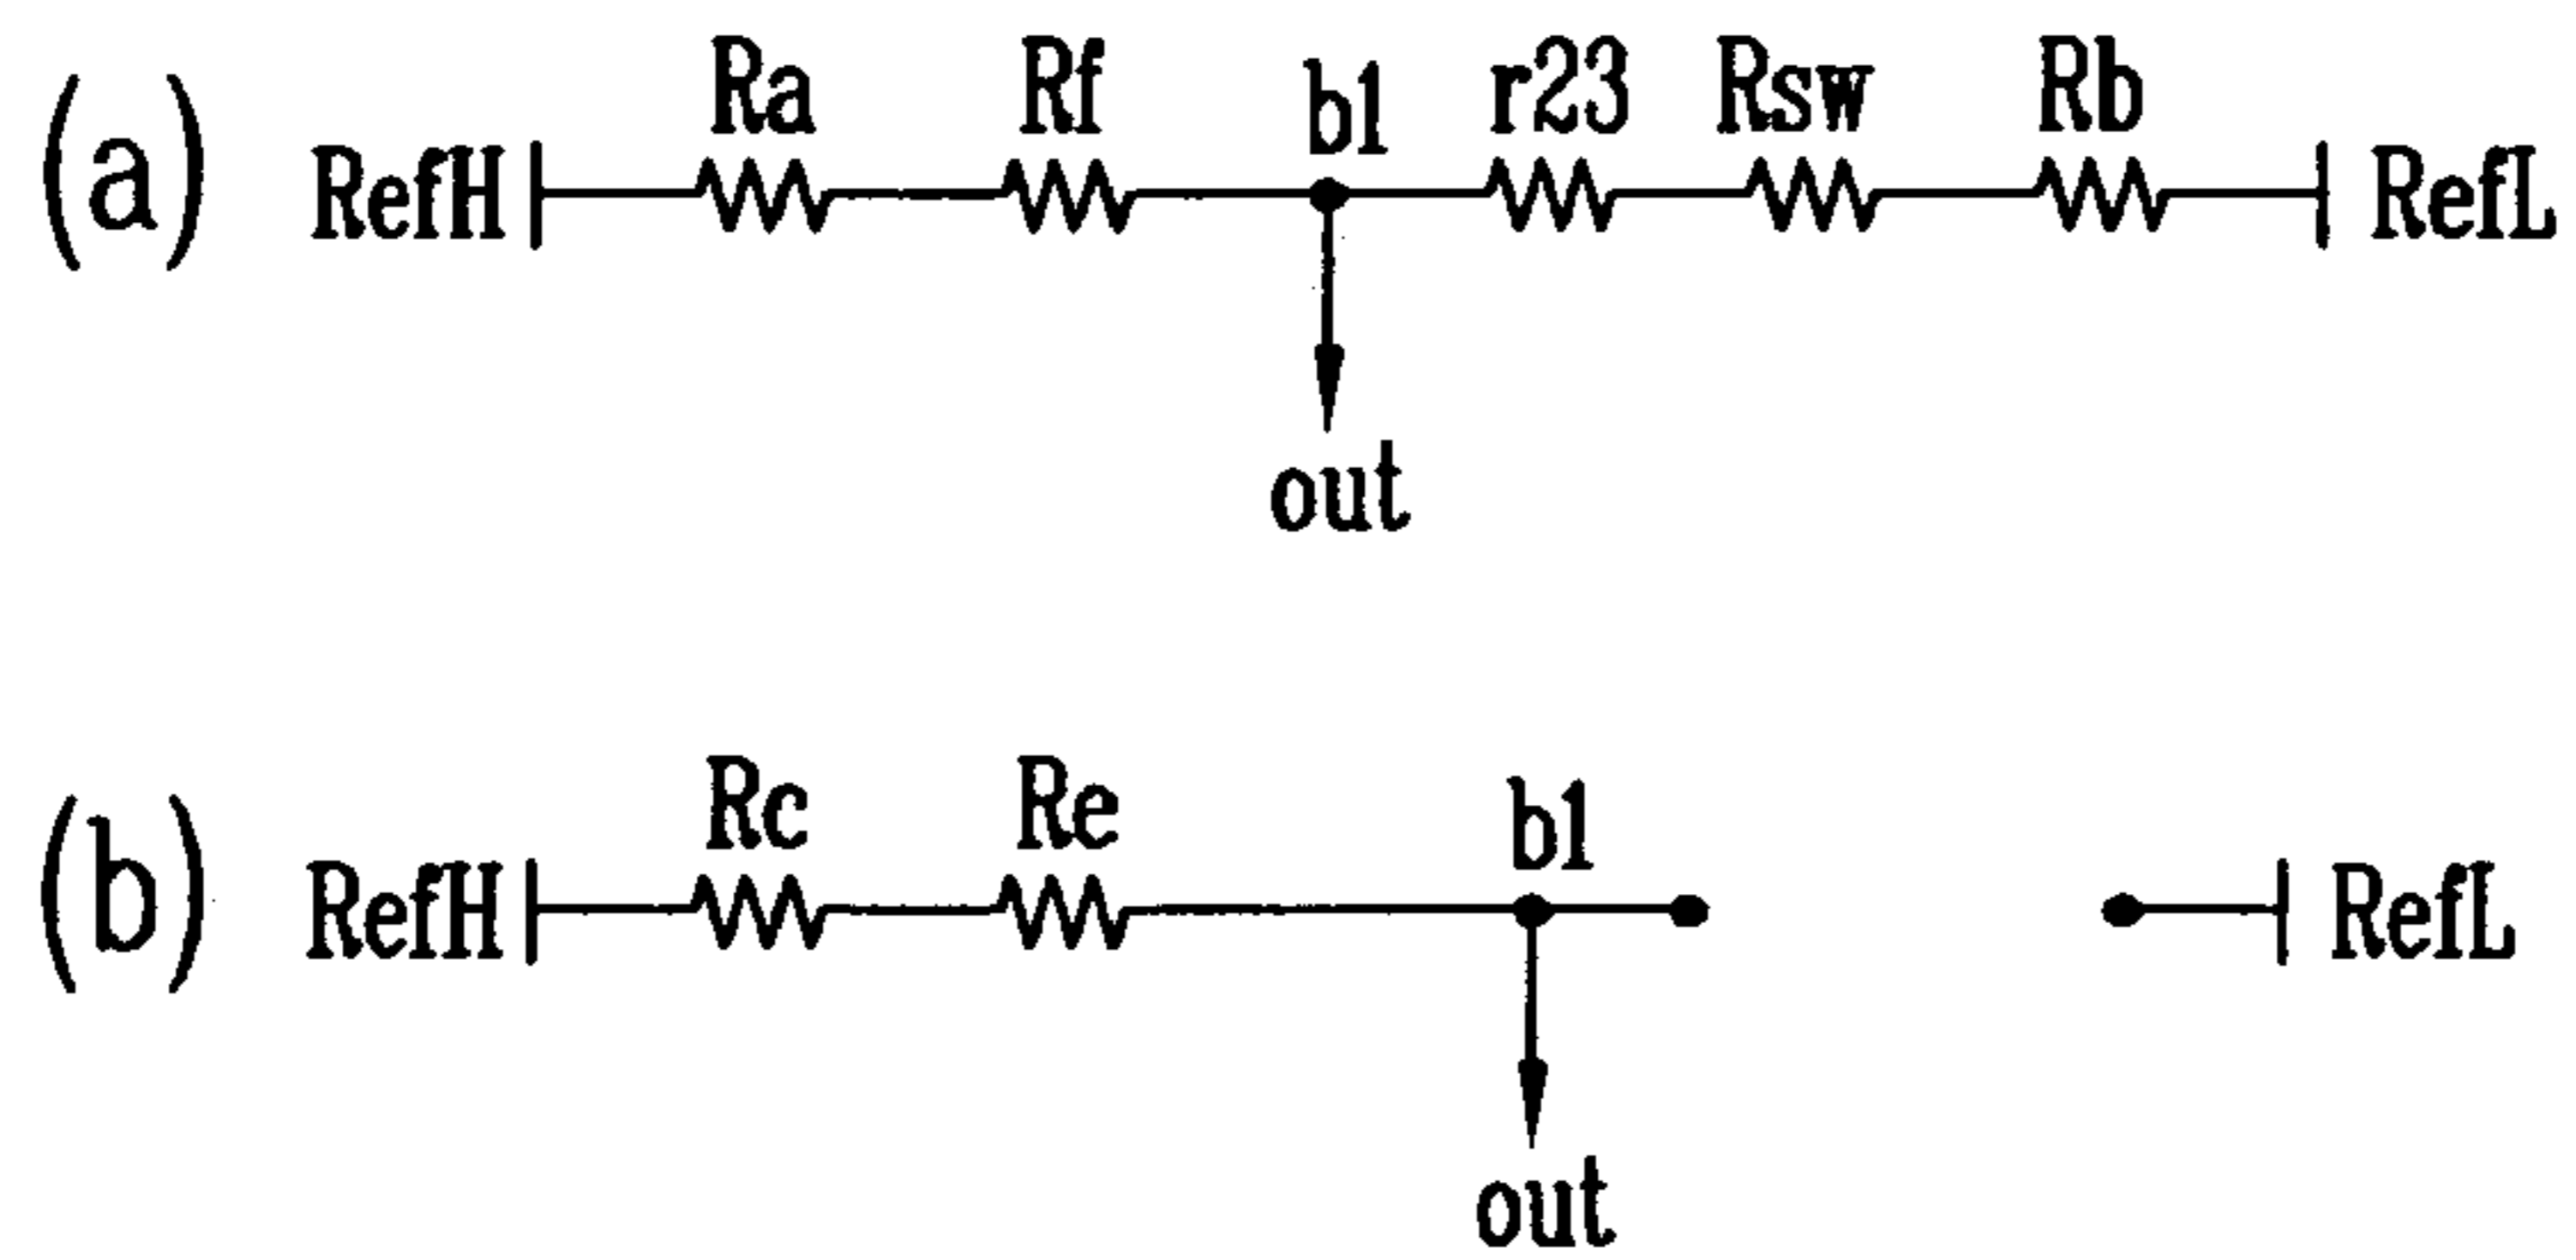 (a) RefH Ra Rf b1 r23 Rsw Rb RefL
out
(b) RefH Rc Re b1 RefL
out